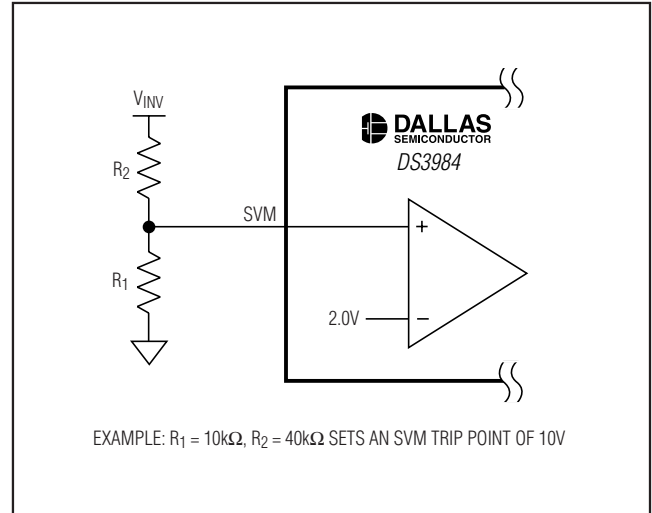 VINV
DALLAS
SEMICONDUCTOR
DS3984
R2
SVM
+
R1
2.0V
−
EXAMPLE: R1 = 10kΩ, R2 = 40kΩ SETS AN SVM TRIP POINT OF 10V